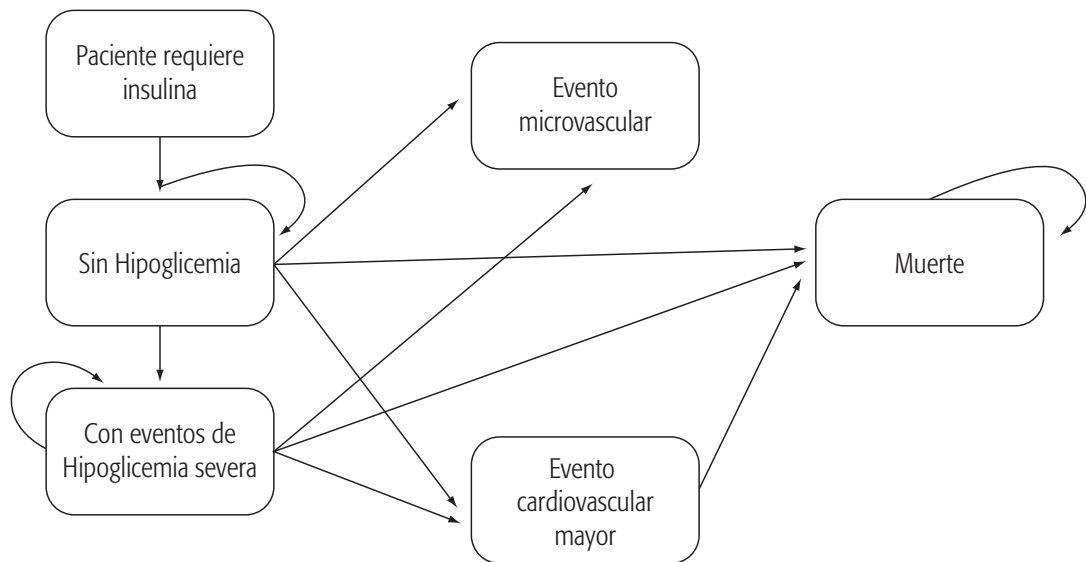 Paciente requiere
insulina
Evento
microvascular
Sin Hipoglicemia
Muerte
Con eventos de
Hipoglicemia severa
Evento
cardiovascular
mayor